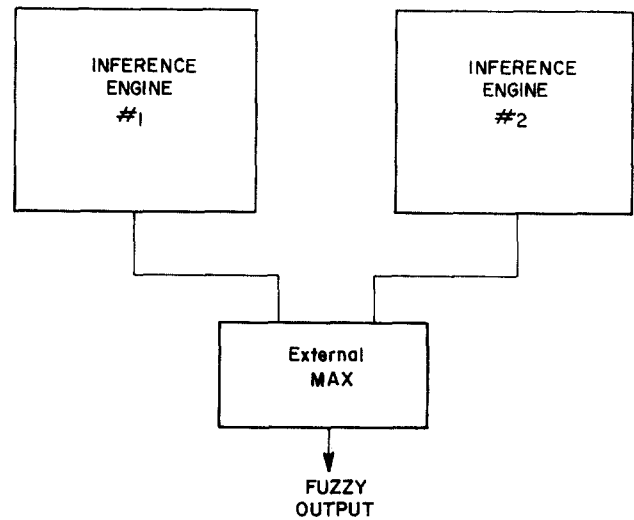 INFERENCE
ENGINE
#1
INFERENCE
ENGINE
#2
External
MAX
FUZZY
OUTPUT